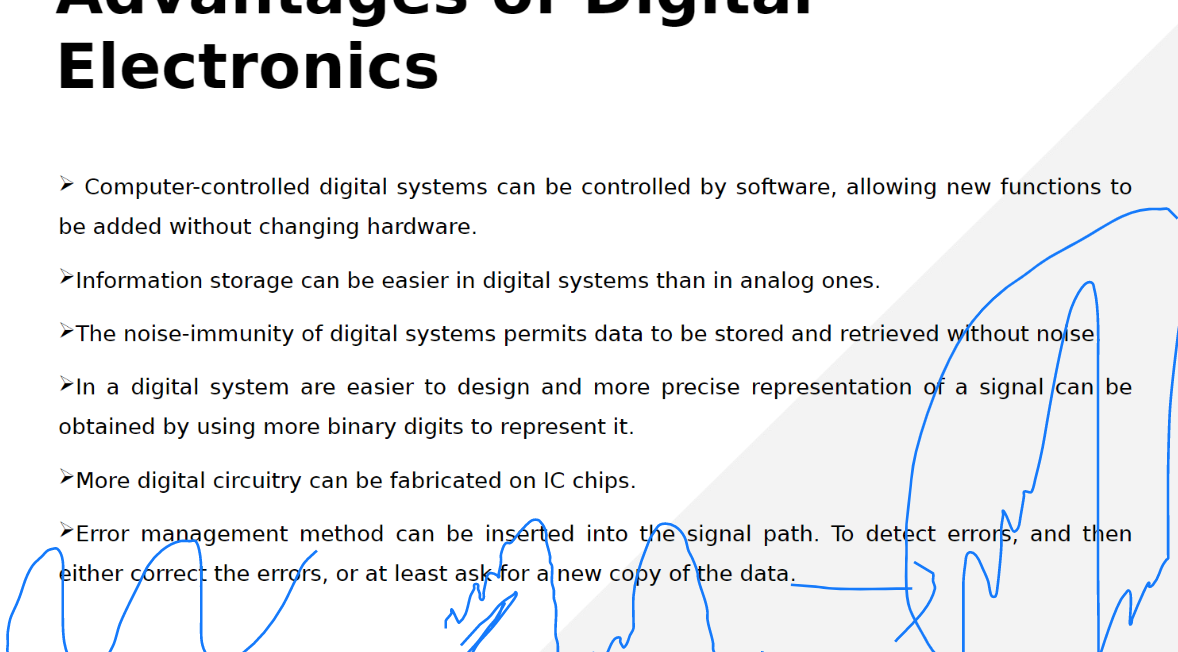 Advantages of Digital
Electronics
➢ Computer-controlled digital systems can be controlled by software, allowing new functions to
be added without changing hardware.
➢Information storage can be easier in digital systems than in analog ones.
➢The noise-immunity of digital systems permits data to be stored and retrieved without noise.
➢In a digital system are easier to design and more precise representation of a signal can be
obtained by using more binary digits to represent it.
➢More digital circuitry can be fabricated on IC chips.
➢Error management method can be inserted into the signal path. To detect errors, and then
either correct the errors, or at least ask for a new copy of the data.